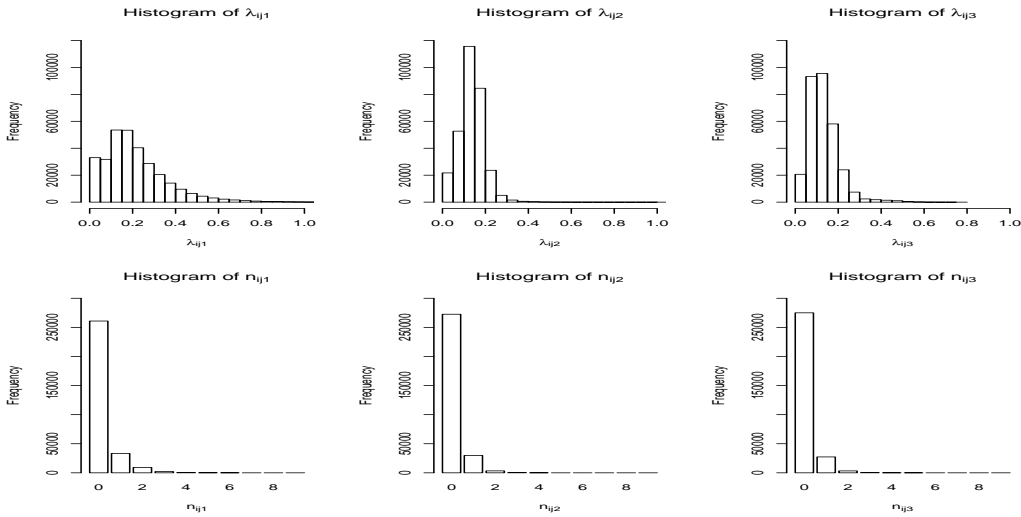 Histogram of λij1
Frequency
0 20000 60000 100000
0.0 0.2 0.4 0.6 0.8 1.0
λij1
Histogram of λij2
Frequency
0 20000 60000 100000
0.0 0.2 0.4 0.6 0.8 1.0
λij2
Histogram of λij3
Frequency
0 20000 60000 100000
0.0 0.2 0.4 0.6 0.8 1.0
λij3
Histogram of nij1
Frequency
0 50000 150000 250000
0 2 4 6 8
nij1
Histogram of nij2
Frequency
0 50000 150000 250000
0 2 4 6 8
nij2
Histogram of nij3
Frequency
0 50000 150000 250000
0 2 4 6 8
nij3